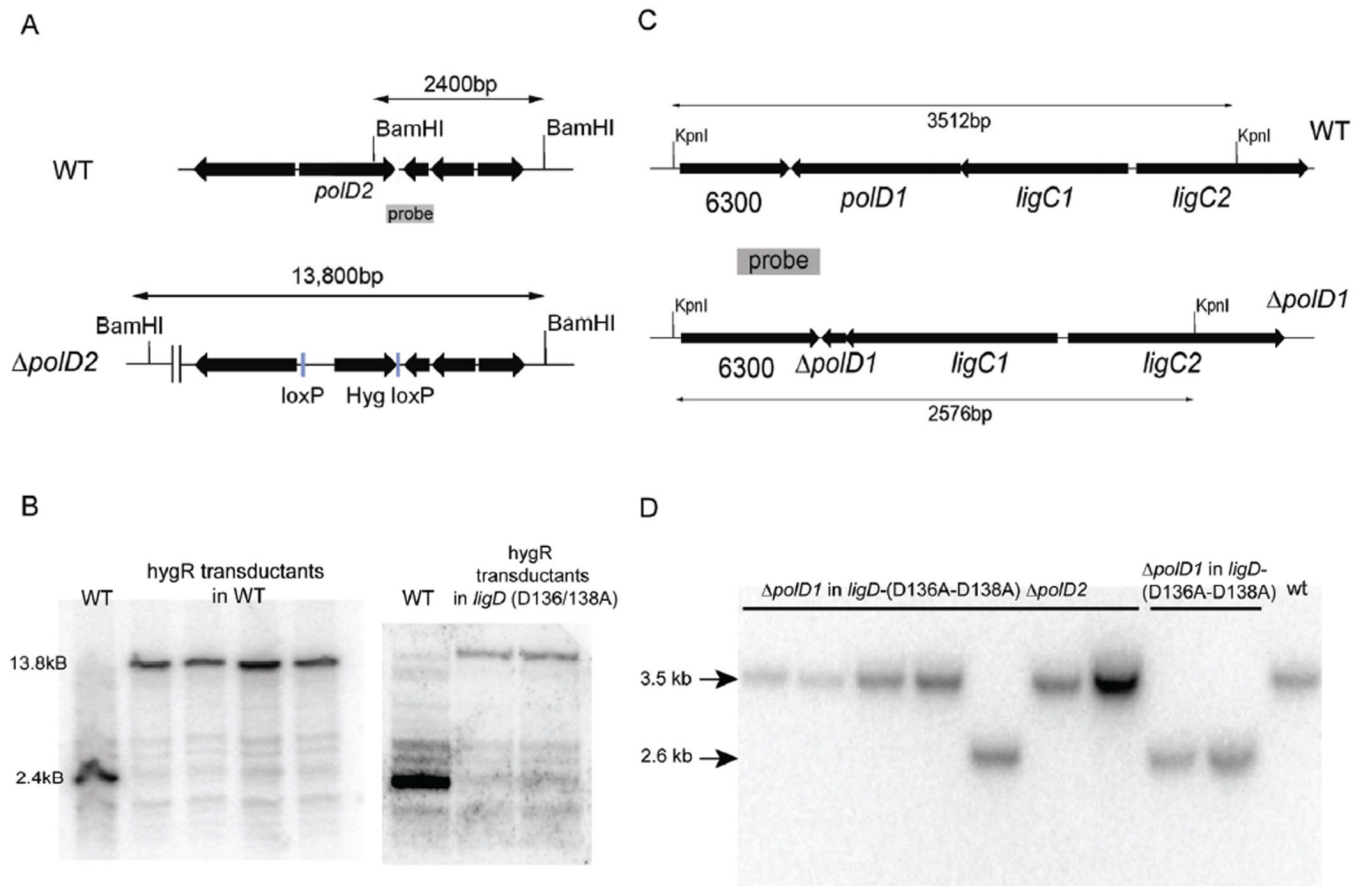 A
2400bp
BamHI
BamHI
WT
polD2
probe
13,800bp
BamHI
BamHI
ΔpolD2
loxP
Hyg loxP
C
3512bp
KpnI
KpnI
WT
6300
polD1
ligC1
ligC2
probe
KpnI
KpnI
ΔpolD1
6300
ΔpolD1
ligC1
ligC2
2576bp
B
WT
hygR transductants
in WT
13.8kB
2.4kB
WT
hygR
transductants
in ligD (D136/138A)
D
ΔpolD1 in ligD-(D136A-D138A) ΔpolD2
ΔpolD1 in ligD-
(D136A-D138A)
wt
3.5 kb
2.6 kb